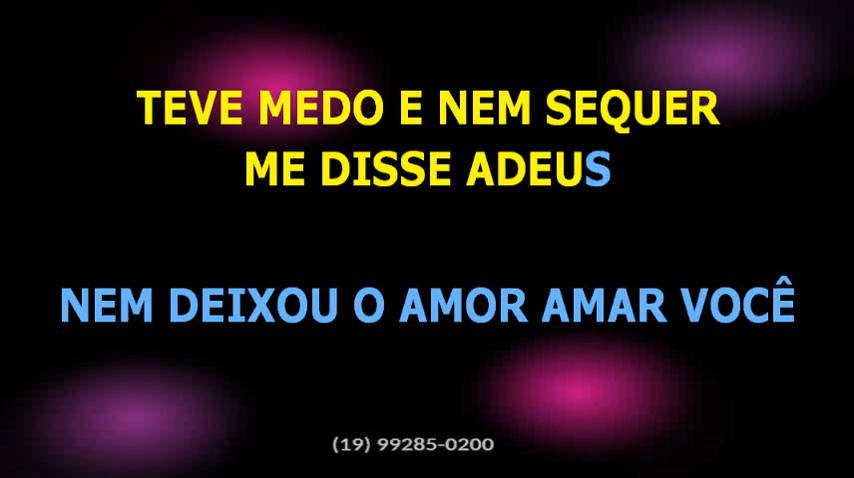 TEVE MEDO E NEM SEQUER
ME DISSE ADEUS
NEM DEIXOU O AMOR AMAR VOCÊ
(19) 99285-0200